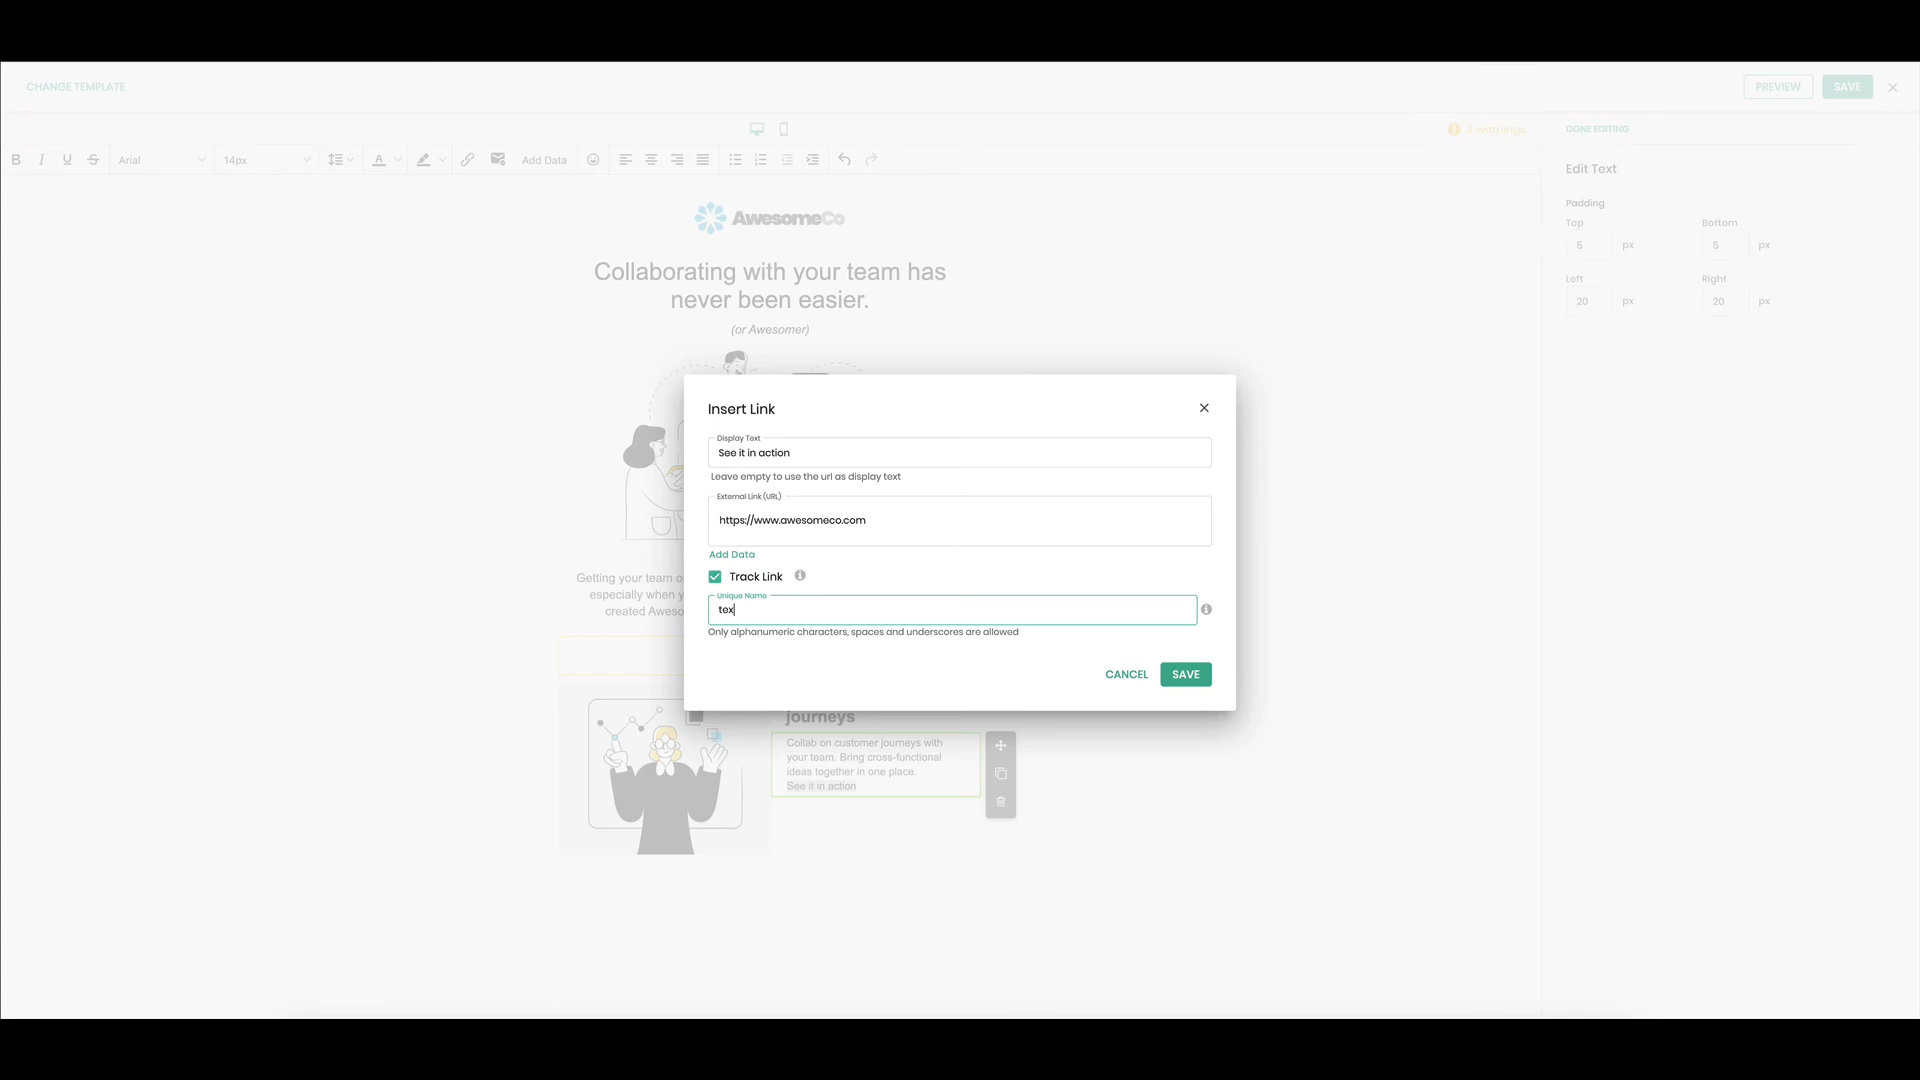 CHANGE TEMPLATE
PREVIEW
SAVE
2 warnings
DONE EDITING
B I U S Arial 14px A Add Data
Edit Text
Padding
Top
Bottom
5 px
5 px
Left
Right
20 px
20 px
AwesomeCo
Collaborating with your team has
never been easier.
(or Awesomer)
Insert Link
Display Text
See it in action
Leave empty to use the url as display text
External Link (URL)
https://www.awesomeco.com
Add Data
Track Link
Unique Name
tex
Only alphanumeric characters, spaces and underscores are allowed
CANCEL
SAVE
Getting your team
especially when
created
journeys
Collab on customer journeys with
your team. Bring cross-functional
ideas together in one place.
See it in action